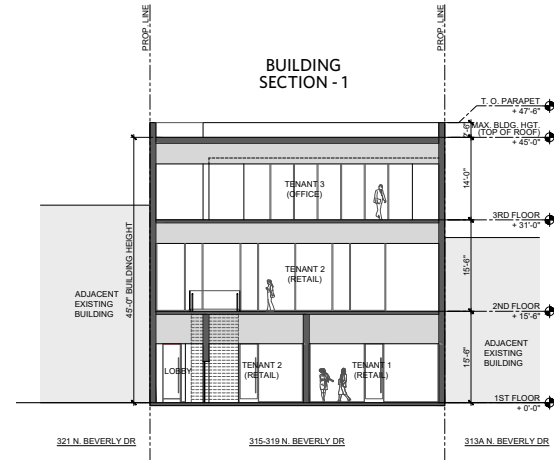 PROP. LINE
PROP. LINE
BUILDING
SECTION - 1
T. O. PARAPET
+ 47'-6"
MAX. BLDG. HGT.
(TOP OF ROOF)
+ 45'-0"
2'-6"
TENANT 3
(OFFICE)
14'-0"
3RD FLOOR
+ 31'-0"
45'-0" BUILDING HEIGHT
TENANT 2
(RETAIL)
15'-6"
ADJACENT
EXISTING
BUILDING
2ND FLOOR
+ 15'-6"
LOBBY
TENANT 2
(RETAIL)
TENANT 1
(RETAIL)
15'-6"
ADJACENT
EXISTING
BUILDING
1ST FLOOR
+ 0'-0"
321 N. BEVERLY DR
315-319 N. BEVERLY DR
313A N. BEVERLY DR